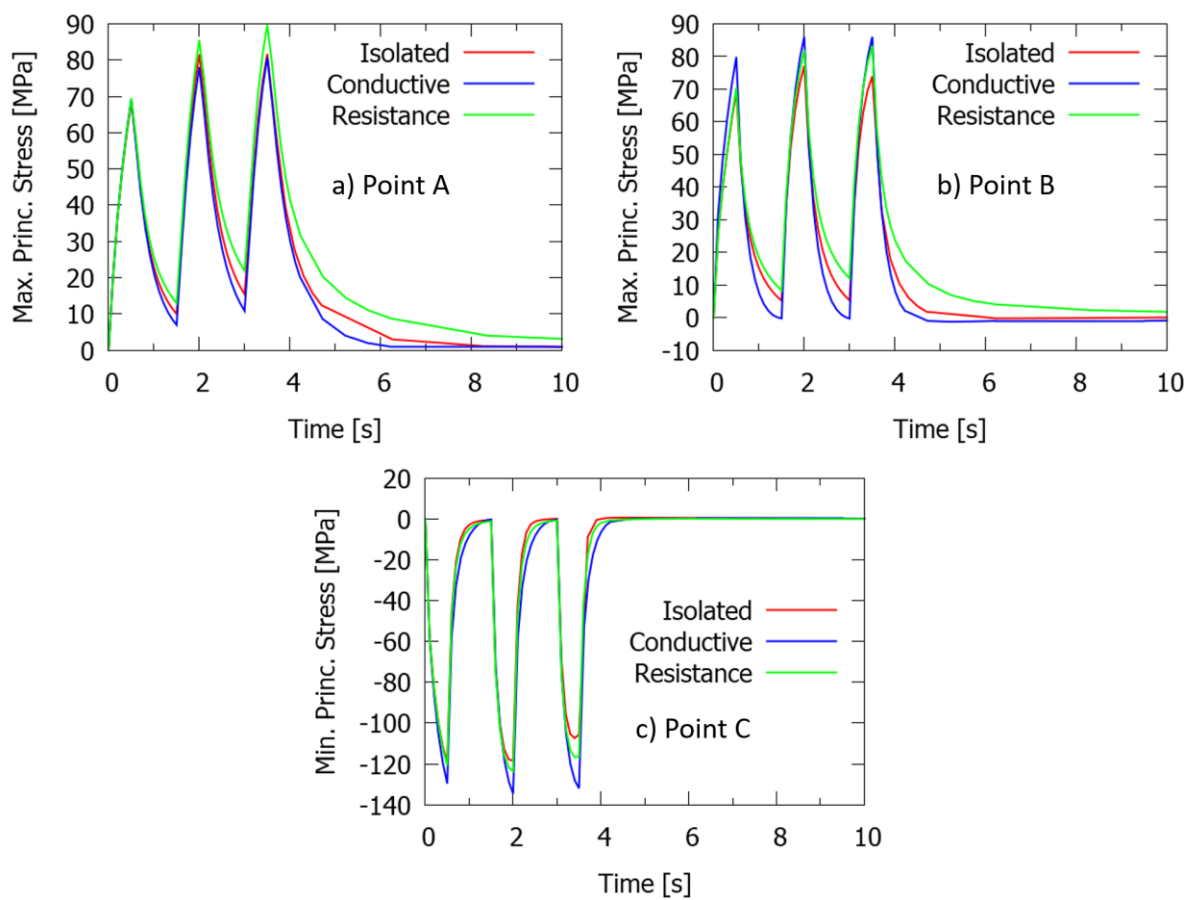 Max. Princ. Stress [MPa]
90
80
70
60
50
40
30
20
10
0
Isolated
Conductive
Resistance
a) Point A
0 2 4 6 8 10
Time [s]
Max. Princ. Stress [MPa]
90
80
70
60
50
40
30
20
10
0
-10
Isolated
Conductive
Resistance
b) Point B
0 2 4 6 8 10
Time [s]
Min. Princ. Stress [MPa]
20
0
-20
-40
-60
-80
-100
-120
-140
Isolated
Conductive
Resistance
c) Point C
0 2 4 6 8 10
Time [s]